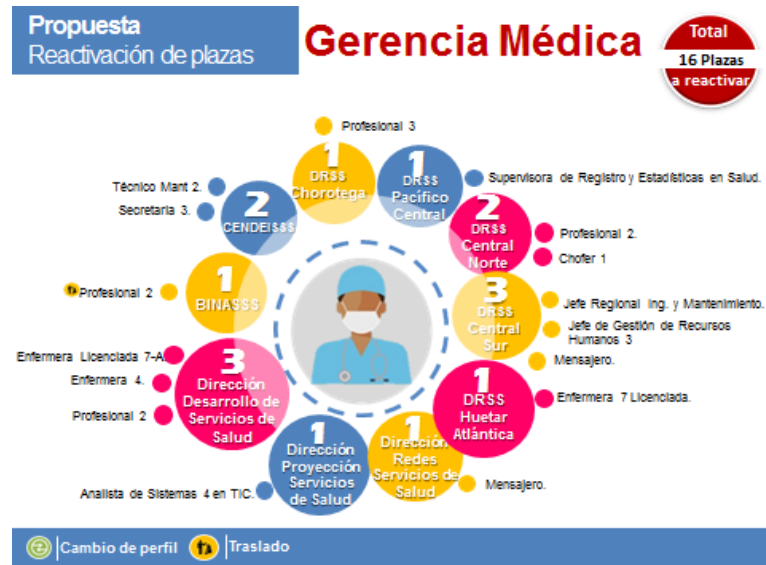 Propuesta
Reactivación de plazas
Gerencia Médica
Total
16 Plazas
a reactivar
Profesional 3
1
DRSS
Chorotega
1
DRSS
Pacífico
Central
Supervisora de Registro y Estadísticas en Salud.
Técnico Mant 2.
Secretaria 3.
2
CENDEISSS
2
DRSS
Central
Norte
Profesional 2.
Chofer 1
Profesional 2
1
BINASSS
3
DRSS
Central
Sur
Jefe Regional Ing. y Mantenimiento.
Jefe de Gestión de Recursos
Humanos 3
Mensajero.
Enfermera Licenciada 7-A.
Enfermera 4.
Profesional 2
3
Dirección
Desarrollo de
Servicios de
Salud
1
DRSS
Huetar
Atlántica
Enfermera 7 Licenciada.
1
Dirección
Proyección
Servicios
de Salud
Analista de Sistemas 4 en TIC.
1
Dirección
Redes
Servicios de
Salud
Mensajero.
Cambio de perfil
Traslado